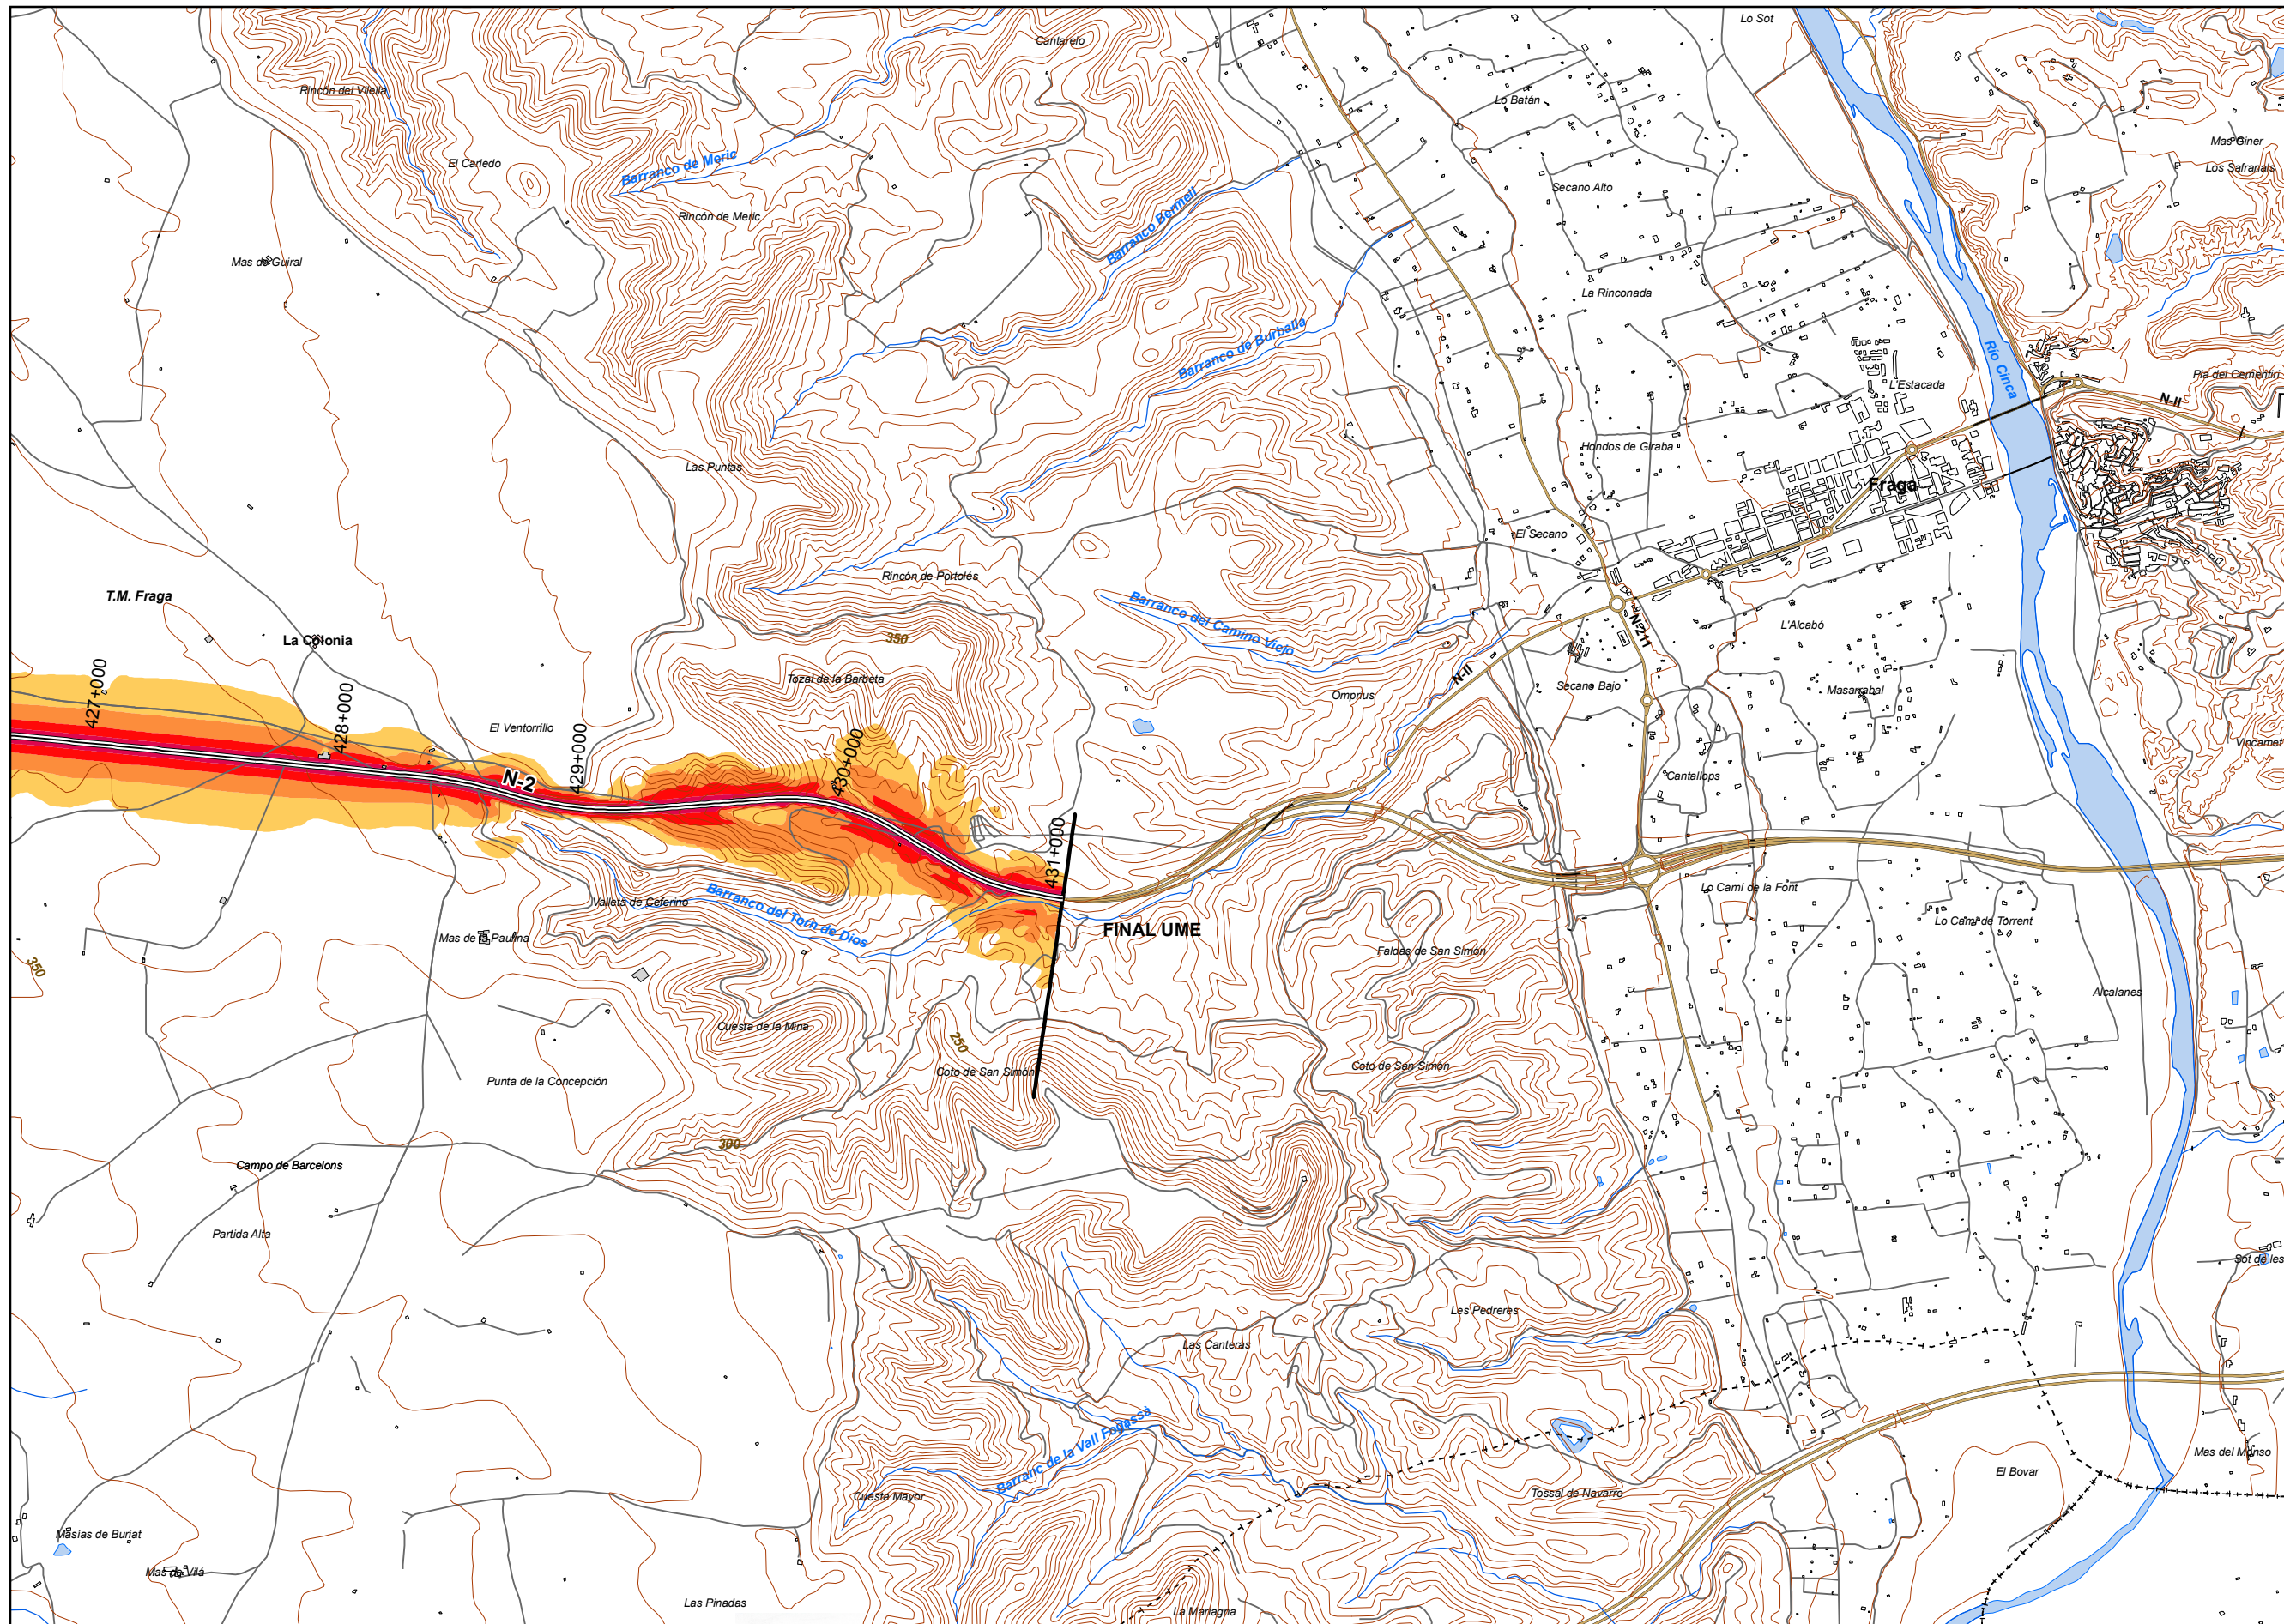 Lo Sot
Cantarelo
Rincón del Vilella
Lo Batán
Mas Giner
El Carledo
Barranco de Meric
Los Safranals
Secano Alto
Rincón de Meric
Barranco Bermell
Mas de Guiral
La Rinconada
Barranco de Burballa
Río Cinca
L'Estacada
Pla del Cementiri
N-II
Hondos de Giraba
Las Puntas
Fraga
El Secano
Rincón de Portolés
T.M. Fraga
Barranco del Camino Viejo
La Colonia
350
L'Alcabó
N-211
N-II
Tozal de la Barbeta
Secano Bajo
Masarrabal
Omprius
427+000
428+000
El Ventorrillo
429+000
430+000
Vincamet
N-2
Cantallops
431+000
Lo Camí de la Font
Valleta de Ceferino
Barranco del Torn de Dios
Lo Camí de Torrent
FINAL UME
Mas de la Paulina
Faldas de San Simón
350
Alcalanes
Cuesta de la Mina
250
Coto de San Simón
Coto de San Simón
Punta de la Concepción
300
Campo de Barcelons
Partida Alta
Sot de les
Les Pedreres
Las Canteras
Barranc de la Vall Fogassa
Mas del Monso
El Bovar
Cuesta Mayor
Tossal de Navarro
Masías de Buriat
Mas de Vilá
Las Pinadas
La Mariagna